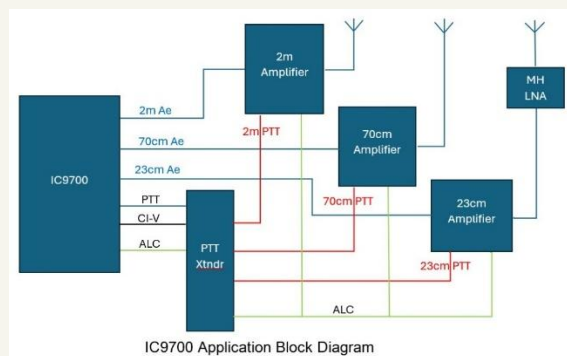 2m
Amplifier
MH
LNA
2m Ae
70cm Ae
23cm Ae
2m PTT
70cm
Amplifier
IC9700
PTT
CI-V
ALC
PTT
Xtndr
70cm PTT
23cm
Amplifier
23cm PTT
ALC
IC9700 Application Block Diagram